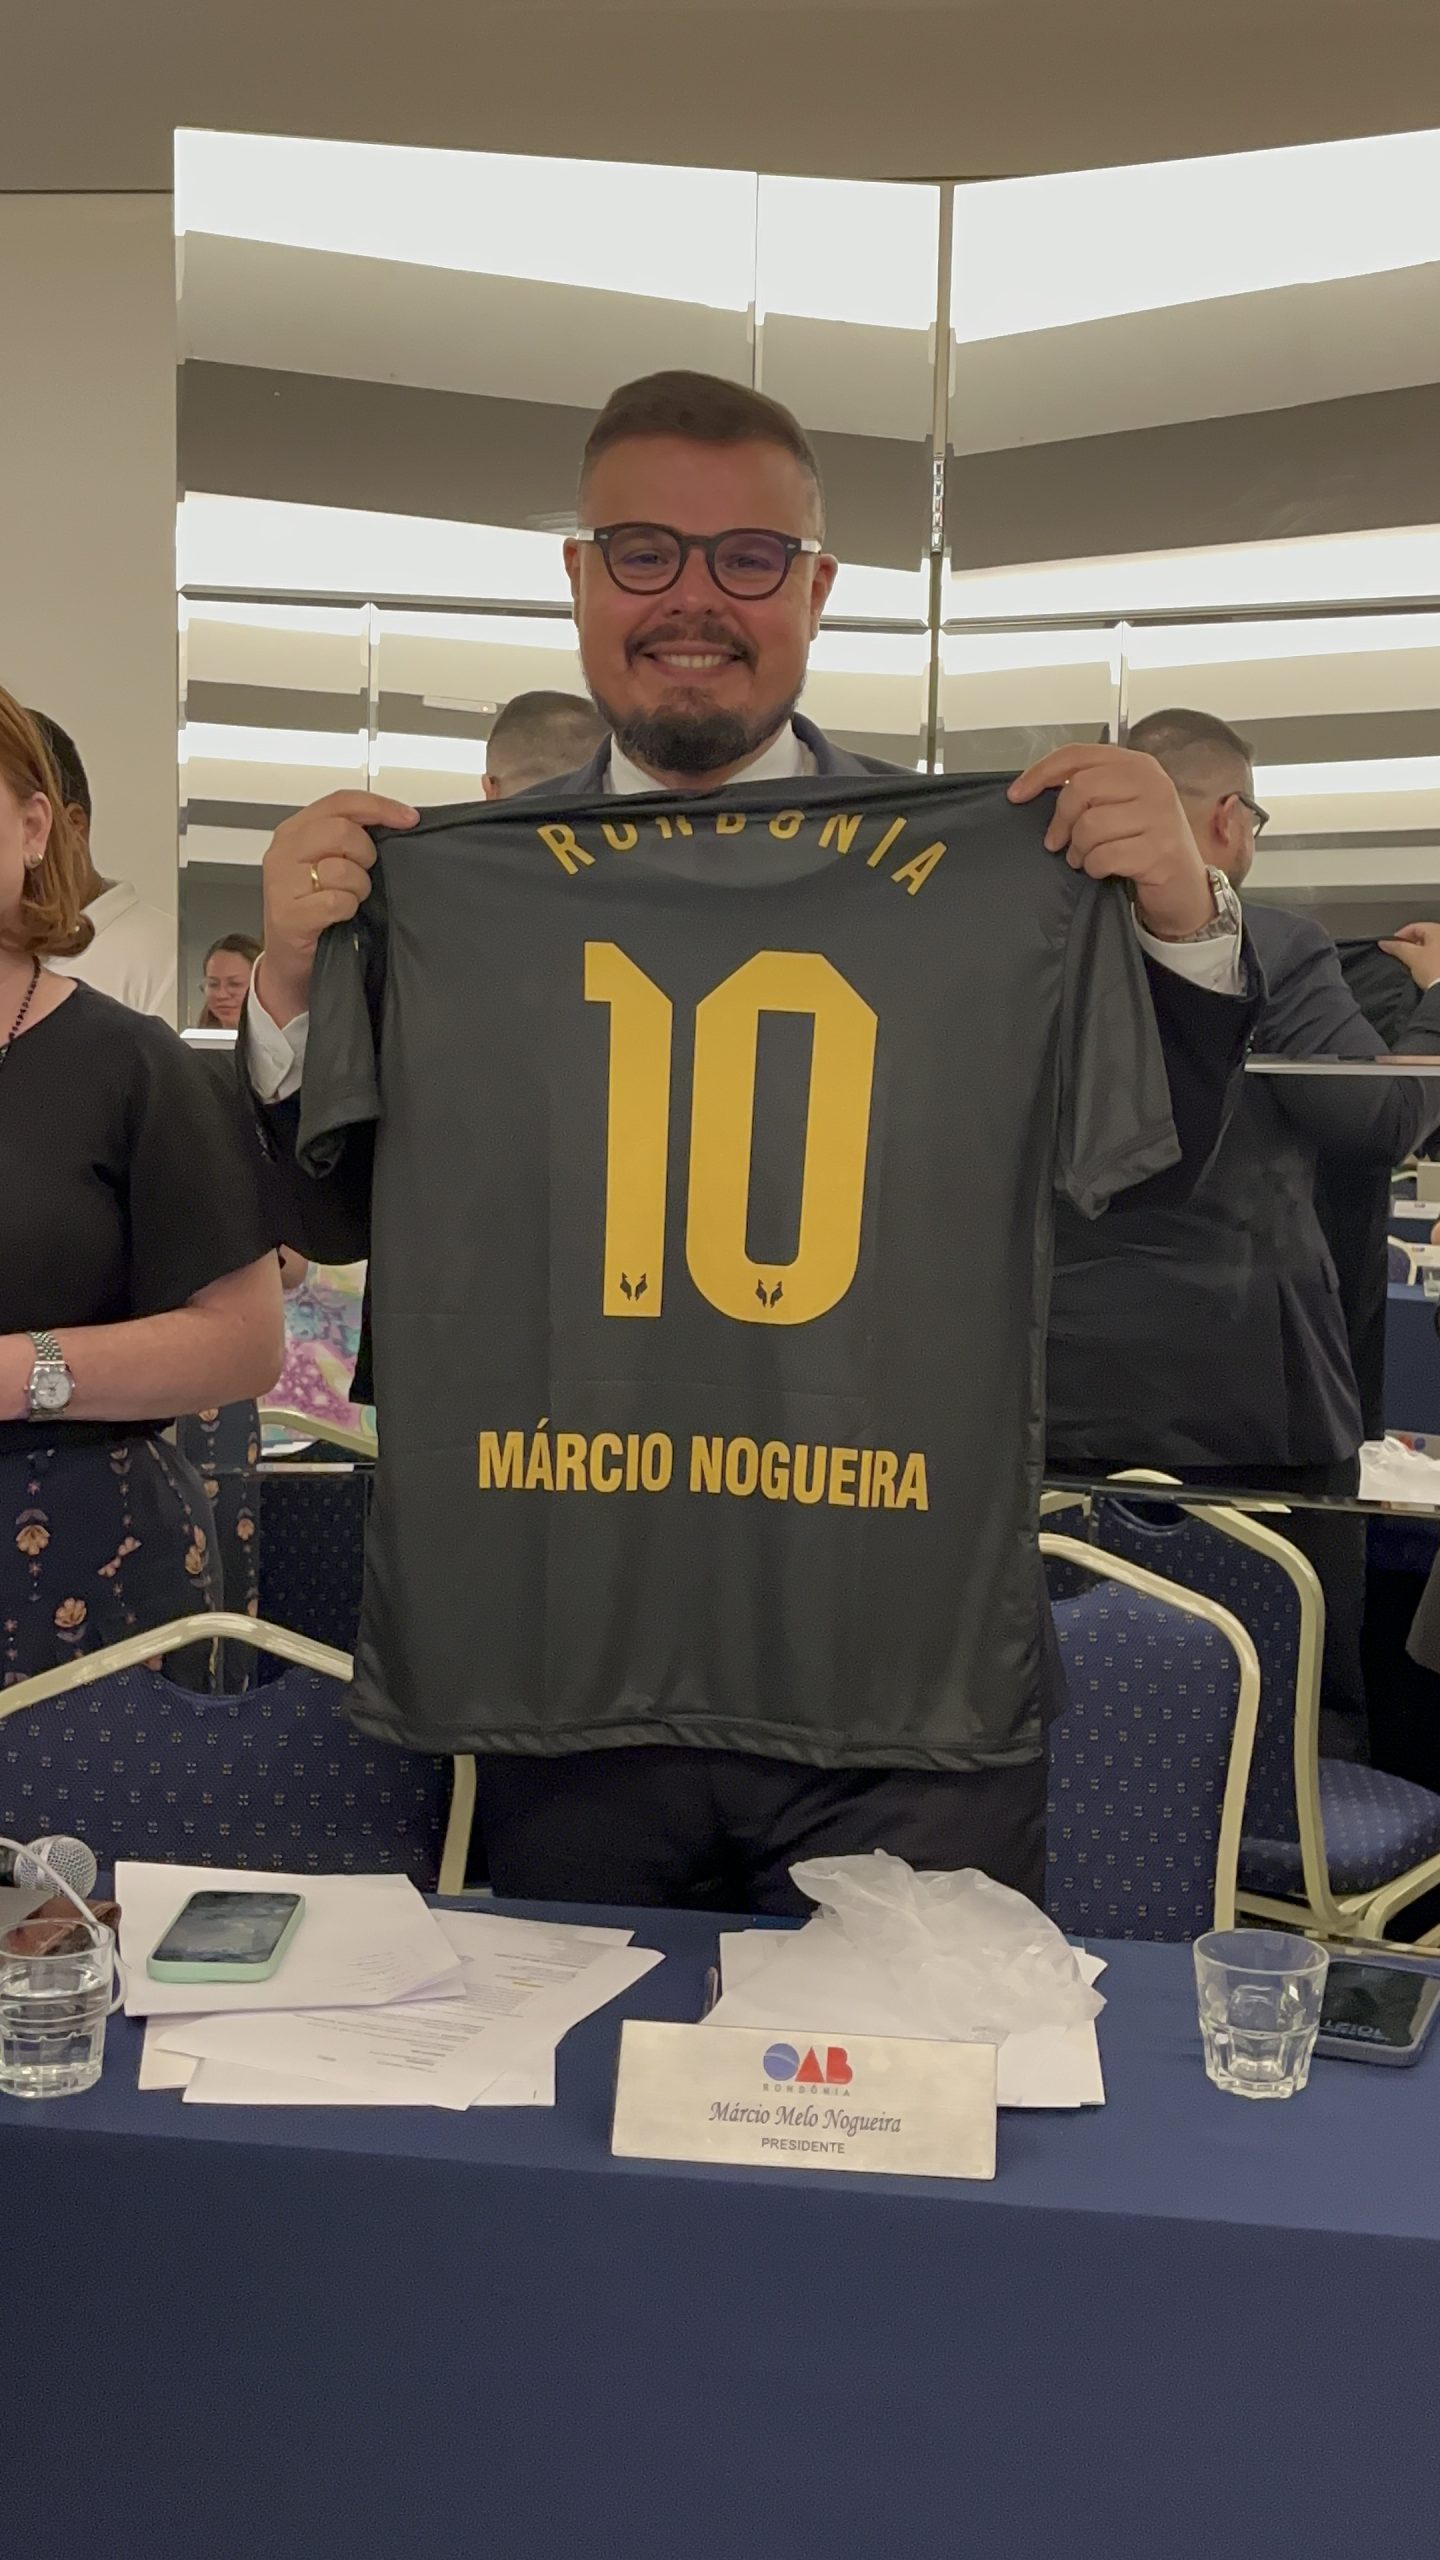 RONDÔNIA
10
MÁRCIO NOGUEIRA
OAB
RONDÔNIA
Márcio Melo Nogueira
PRESIDENTE